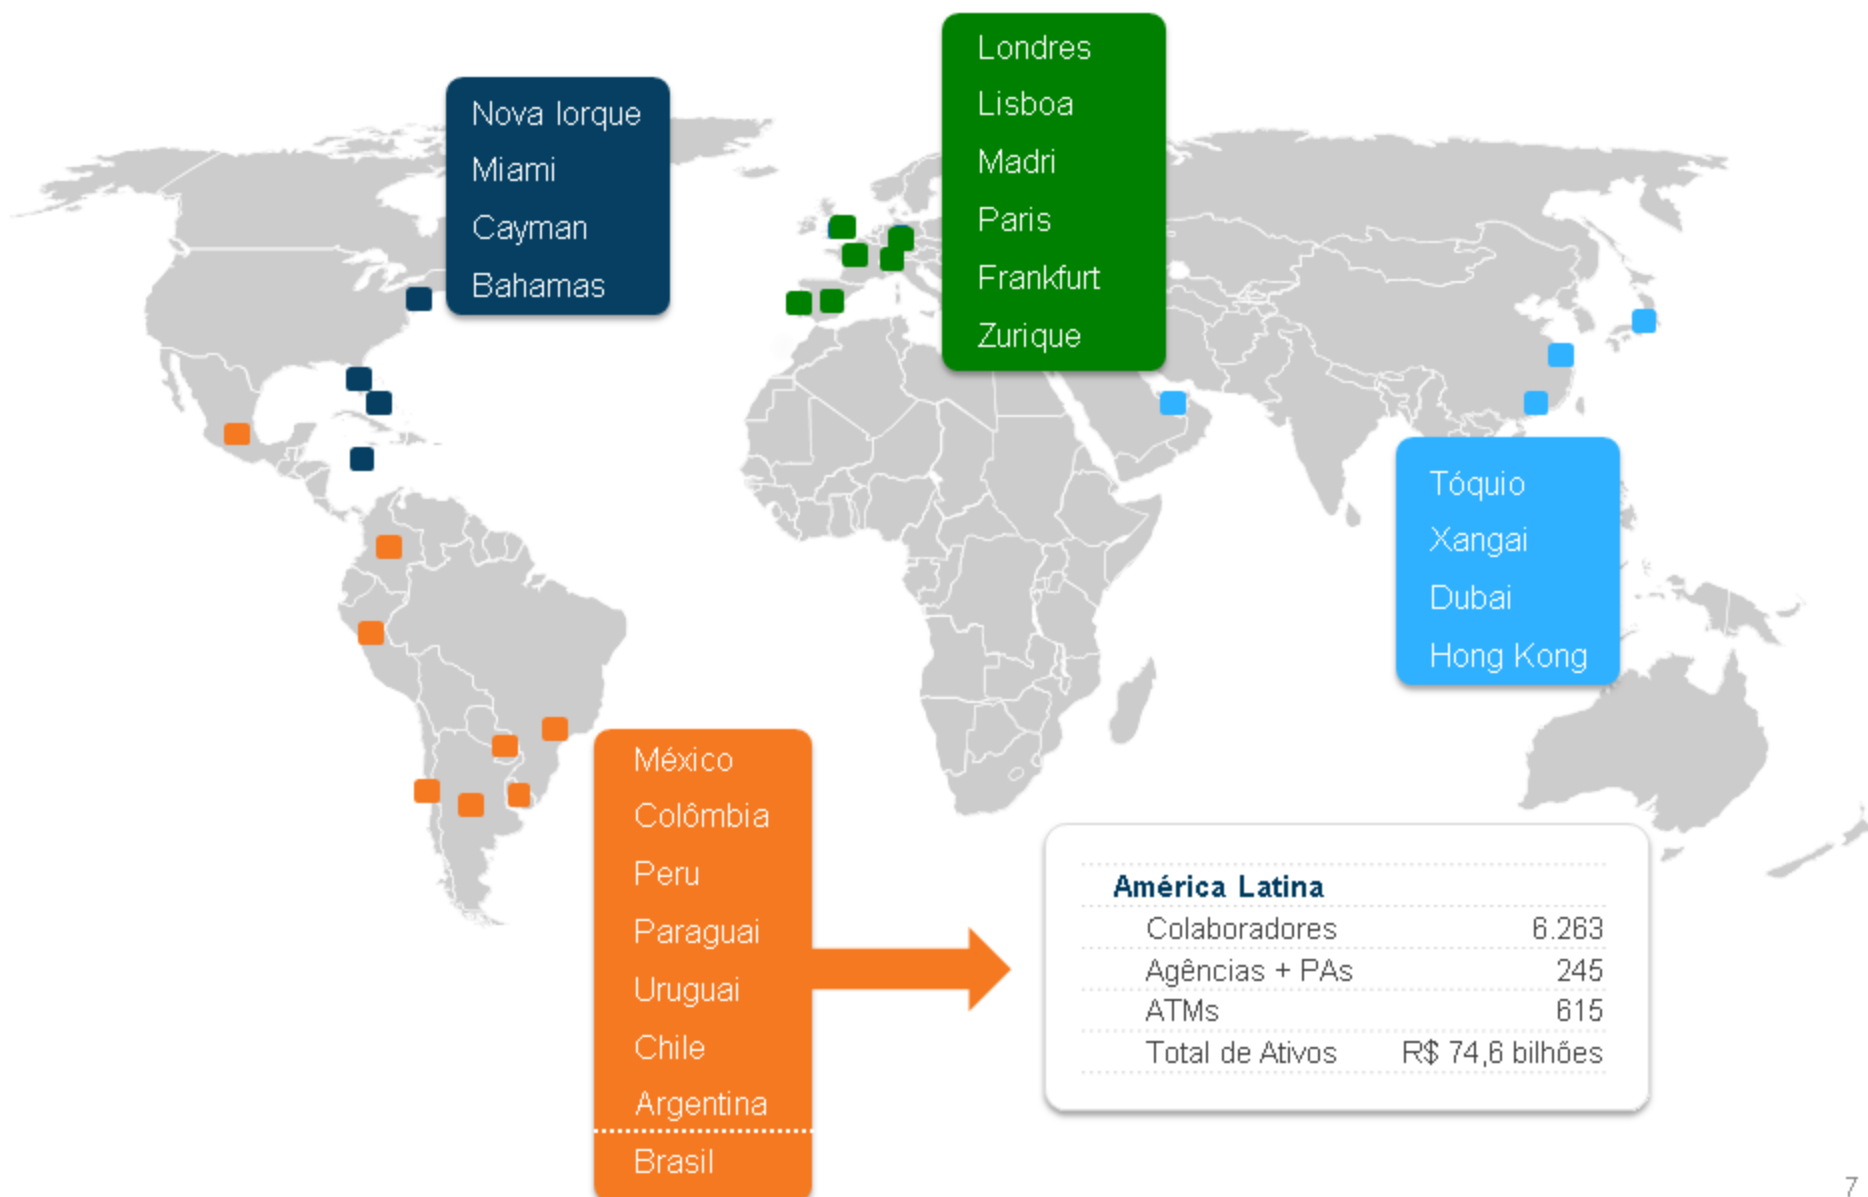 Nova Iorque
Miami
Cayman
Bahamas
Londres
Lisboa
Madri
Paris
Frankfurt
Zurique
Tóquio
Xangai
Dubai
Hong Kong
México
Colômbia
Peru
Paraguai
Uruguai
Chile
Argentina
Brasil
América Latina
Colaboradores 6.263
Agências + PAs 245
ATMs 615
Total de Ativos R$ 74,6 bilhões
7